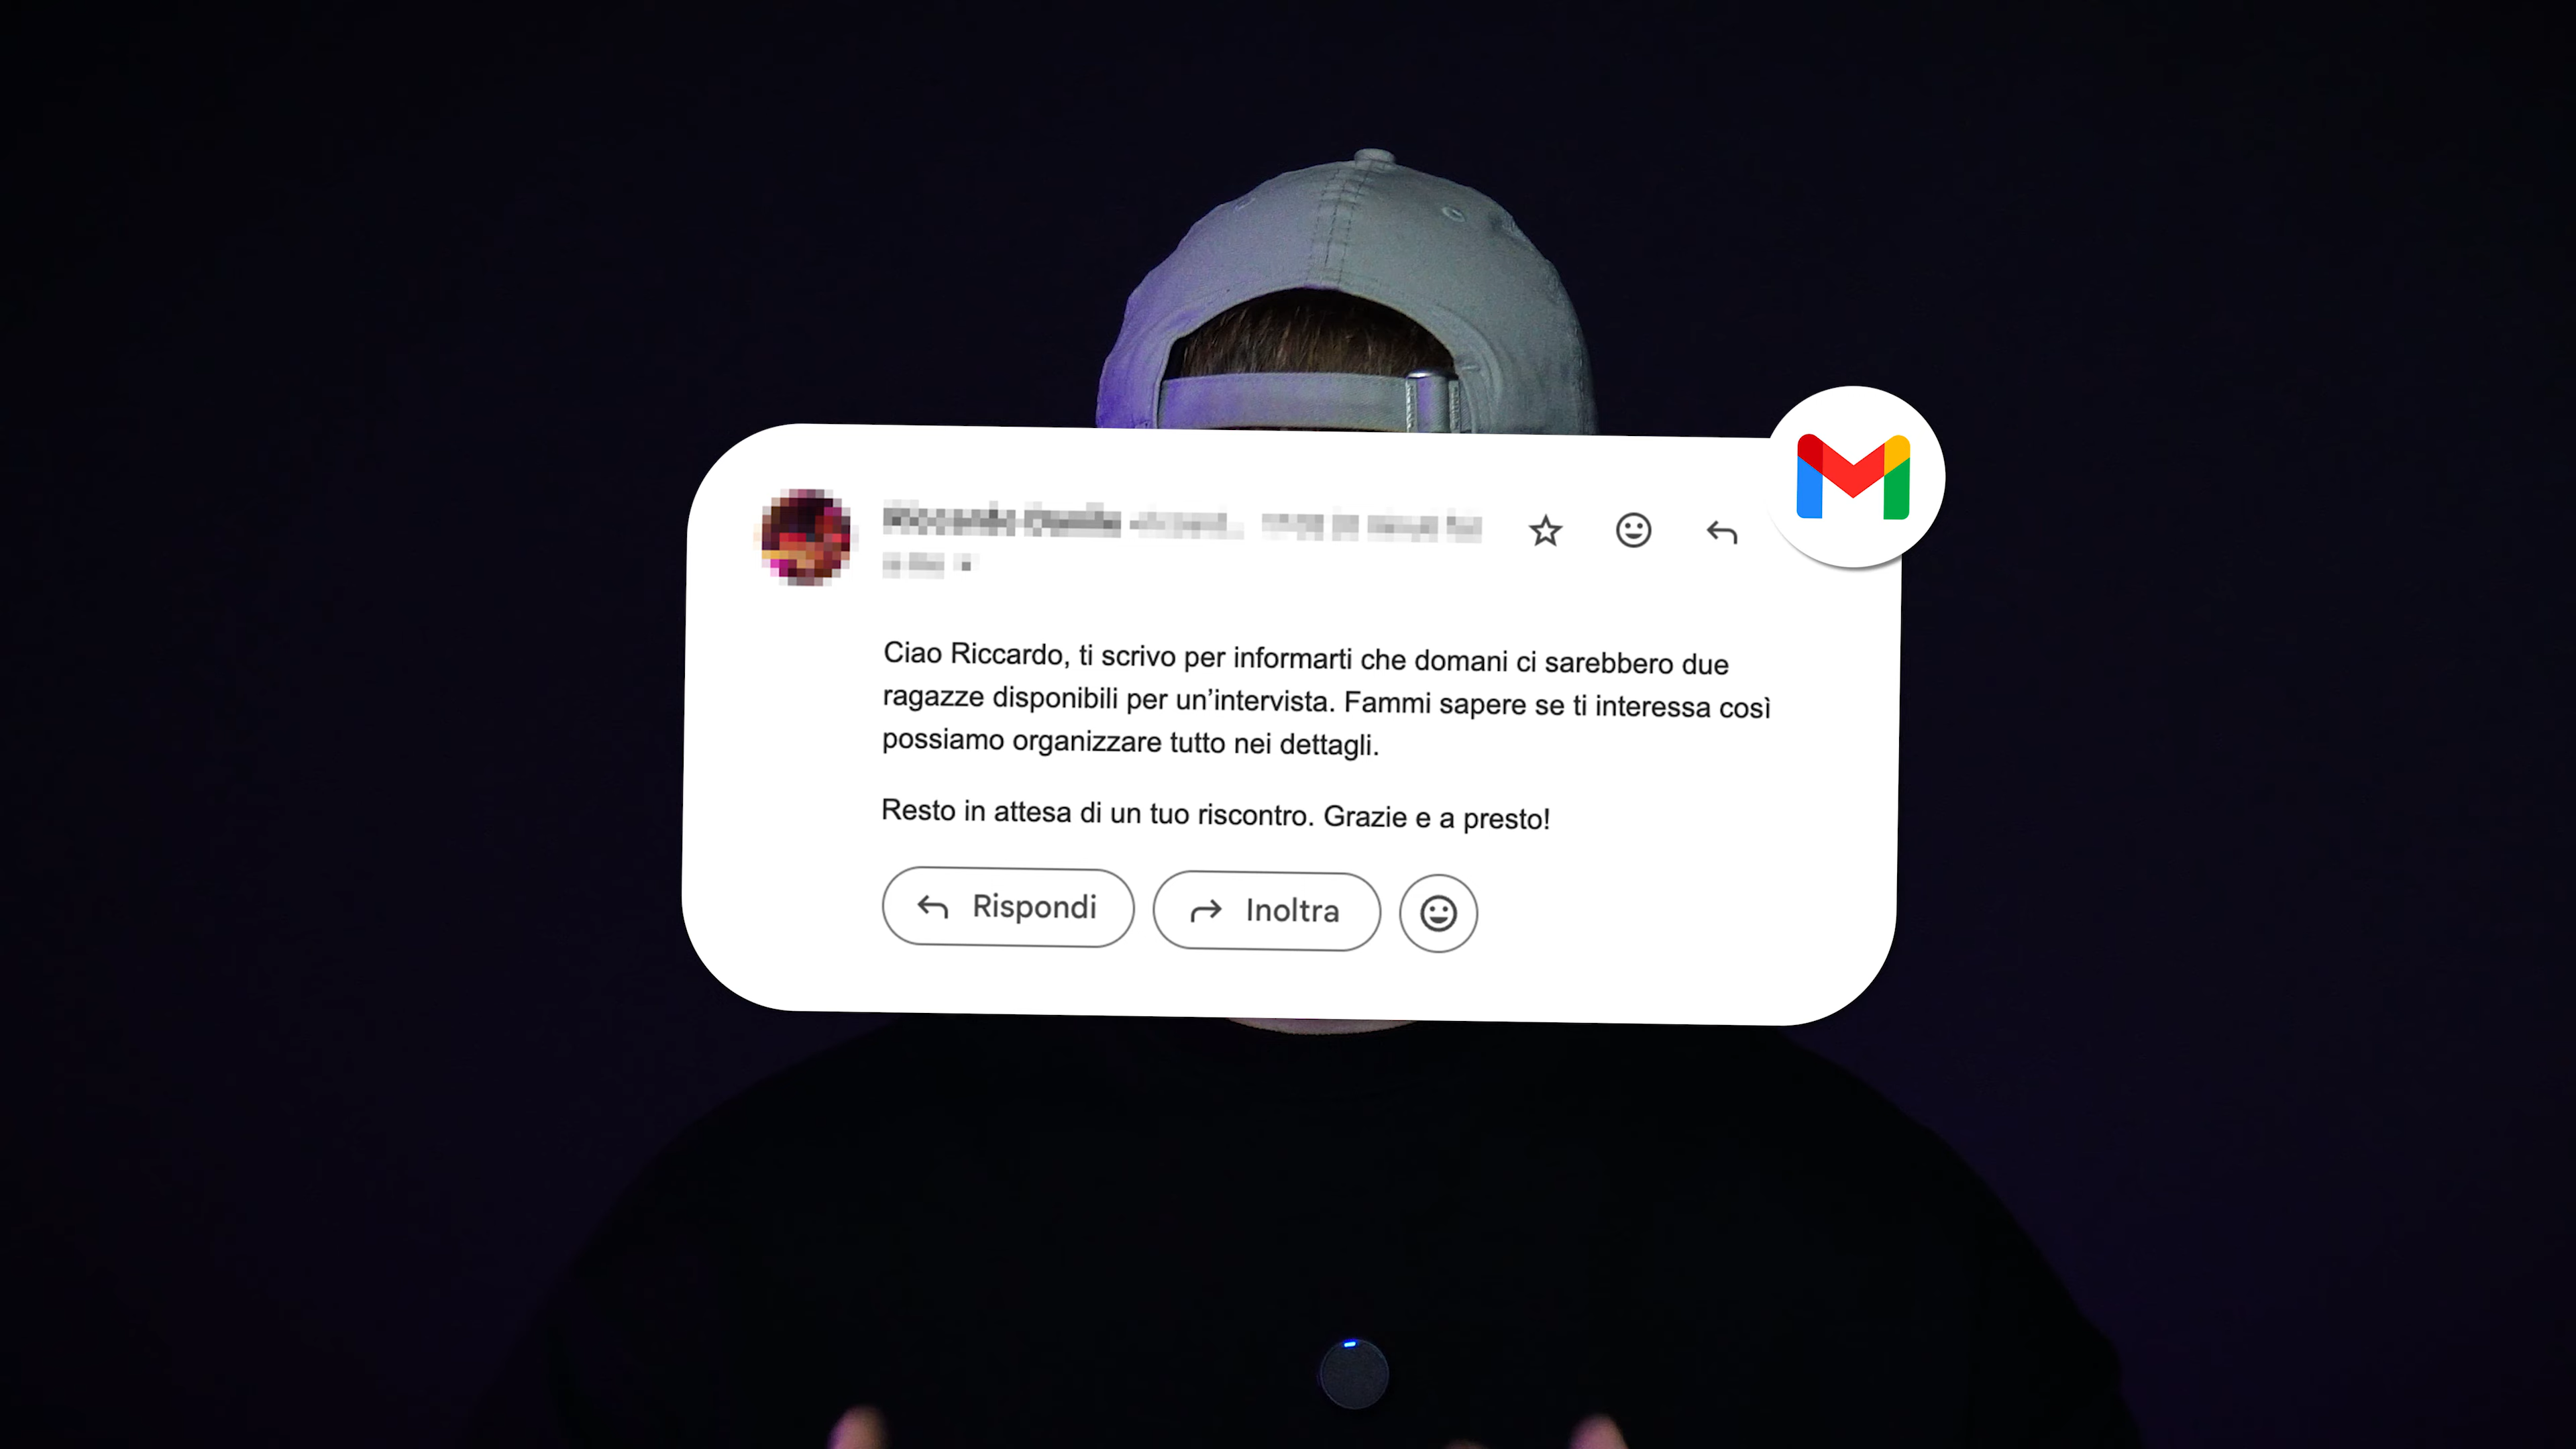 Ciao Riccardo, ti scrivo per informarti che domani ci sarebbero due
ragazze disponibili per un’intervista. Fammi sapere se ti interessa così
possiamo organizzare tutto nei dettagli.
Resto in attesa di un tuo riscontro. Grazie e a presto!
Rispondi
Inoltra